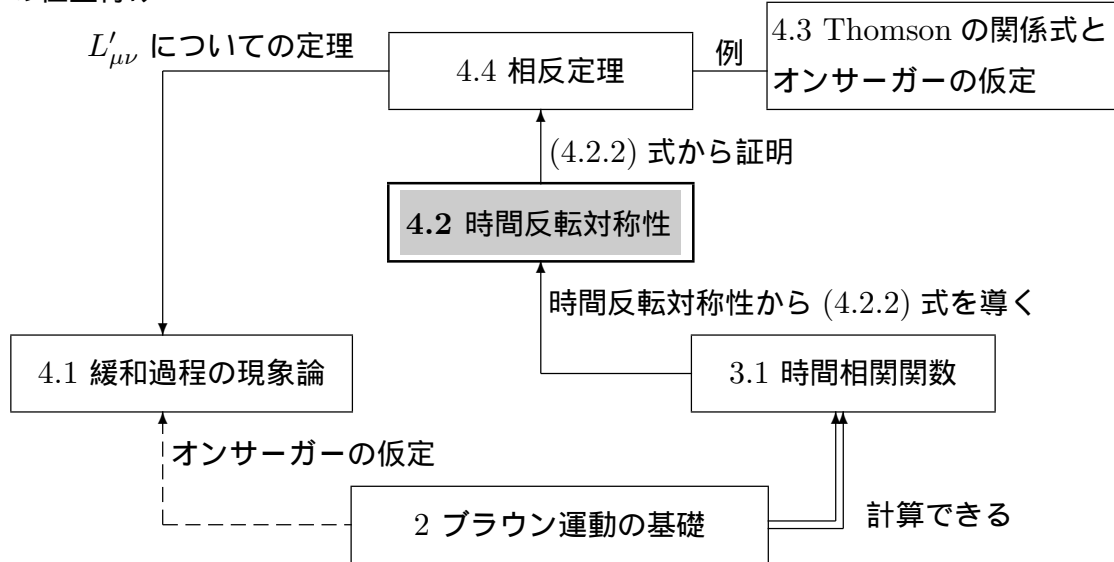 $L'_{\mu\nu}$ についての定理
4.4 相反定理
例
4.3 Thomson の関係式と
オンサーガーの仮定
(4.2.2) 式から証明
4.2 時間反転対称性
時間反転対称性から (4.2.2) 式を導く
4.1 緩和過程の現象論
3.1 時間相関関数
オンサーガーの仮定
2 ブラウン運動の基礎
計算できる